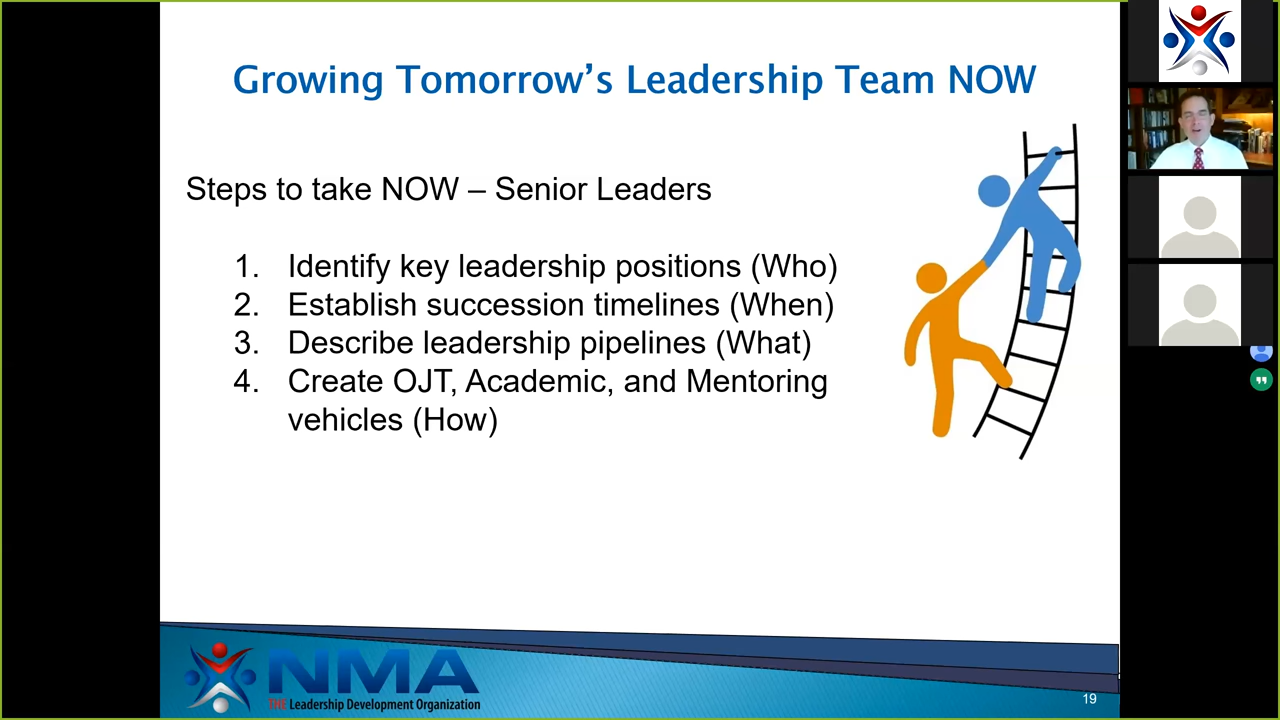 Growing Tomorrow’s Leadership Team NOW
Steps to take NOW – Senior Leaders
1. Identify key leadership positions (Who)
2. Establish succession timelines (When)
3. Describe leadership pipelines (What)
4. Create OJT, Academic, and Mentoring
vehicles (How)
NMA
THE Leadership Development Organization
19